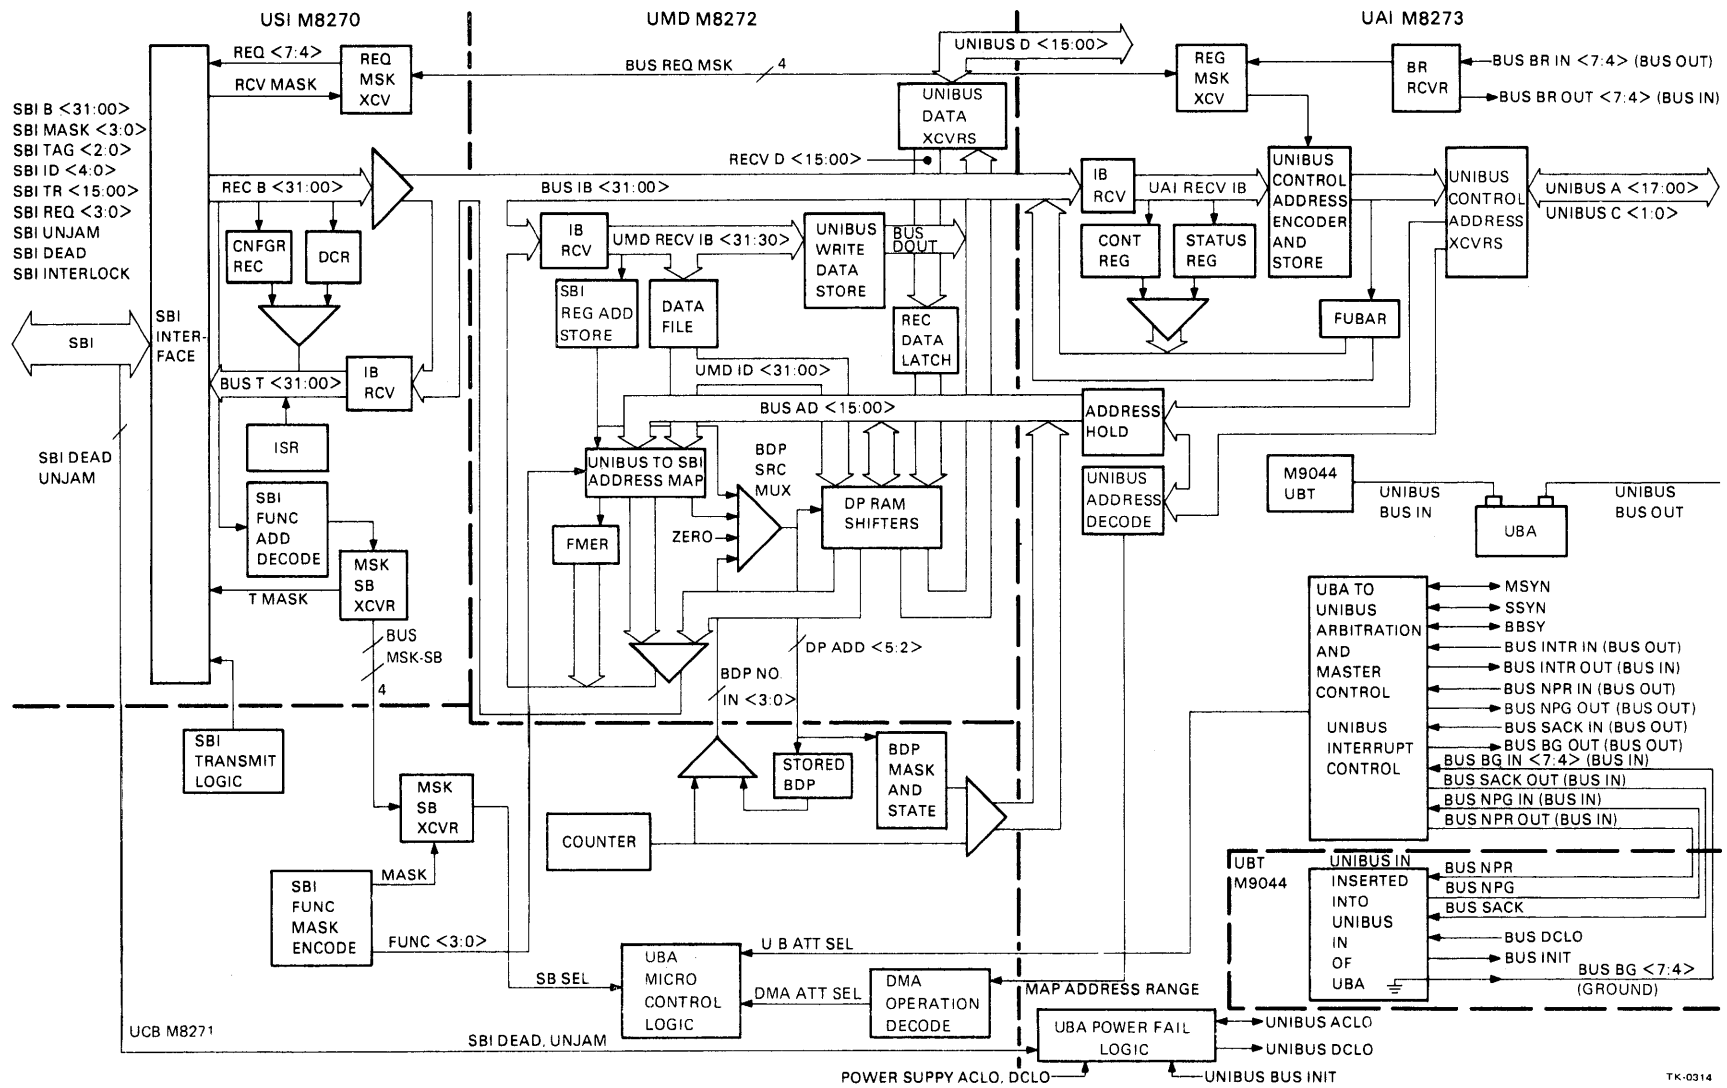 USI M8270
UMD M8272
UAI M8273
REQ <7:4>
RCV MASK
REQ
MSK
XCV
BUS REQ MSK
4
UNIBUS D <15:00>
REG
MSK
XCV
BR
RCVR
BUS BR IN <7:4> (BUS OUT)
BUS BR OUT <7:4> (BUS IN)
SBI B <31:00>
SBI MASK <3:0>
SBI TAG <2:0>
SBI ID <4:0>
SBI TR <15:00>
SBI REQ <3:0>
SBI UNJAM
SBI DEAD
SBI INTERLOCK
UNIBUS
DATA
XCVRS
RECV D <15:00>
REC B <31:00>
BUS IB <31:00>
IB
RCV
UAI RECV IB
UNIBUS
CONTROL
ADDRESS
ENCODER
AND
STORE
UNIBUS
CONTROL
ADDRESS
XCVRS
UNIBUS A <17:00>
UNIBUS C <1:0>
CNFGR
REC
DCR
IB
RCV
UMD RECV IB <31:30>
UNIBUS
WRITE
DATA
STORE
BUS
DOUT
CONT
REG
STATUS
REG
SBI
REG ADD
STORE
DATA
FILE
REC
DATA
LATCH
FUBAR
SBI
SBI
INTER-
FACE
BUS T <31:00>
IB
RCV
UMD ID <31:00>
BUS AD <15:00>
ADDRESS
HOLD
ISR
SBI DEAD
UNJAM
UNIBUS TO SBI
ADDRESS MAP
BDP
SRC
MUX
DP RAM
SHIFTERS
UNIBUS
ADDRESS
DECODE
M9044
UBT
UNIBUS
BUS IN
UNIBUS
BUS OUT
UBA
SBI
FUNC
ADD
DECODE
FMER
ZERO
MSK
SB
XCVR
T MASK
BUS
MSK-SB
4
DP ADD <5:2>
BDP NO.
IN <3:0>
UBA TO
UNIBUS
ARBITRATION
AND
MASTER
CONTROL
UNIBUS
INTERRUPT
CONTROL
MSYN
SSYN
BBSY
BUS INTR IN (BUS OUT)
BUS INTR OUT (BUS IN)
BUS NPR IN (BUS OUT)
BUS NPG OUT (BUS OUT)
BUS SACK IN (BUS OUT)
BUS BG OUT (BUS OUT)
BUS BG IN <7:4> (BUS IN)
BUS SACK OUT (BUS IN)
BUS NPG IN (BUS IN)
BUS NPR OUT (BUS IN)
SBI
TRANSMIT
LOGIC
STORED
BDP
BDP
MASK
AND
STATE
MSK
SB
XCVR
COUNTER
MASK
SBI
FUNC
MASK
ENCODE
FUNC <3:0>
UBT
M9044
UNIBUS IN
INSERTED
INTO
UNIBUS
IN
OF
UBA
BUS NPR
BUS NPG
BUS SACK
BUS DCLO
BUS INIT
BUS BG <7:4>
(GROUND)
SB SEL
UBA
MICRO
CONTROL
LOGIC
U B ATT SEL
DMA ATT SEL
DMA
OPERATION
DECODE
MAP ADDRESS RANGE
UCB M8271
SBI DEAD, UNJAM
UBA POWER FAIL
LOGIC
UNIBUS ACLO
UNIBUS DCLO
POWER SUPPY ACLO, DCLO
UNIBUS BUS INIT
TK-0314